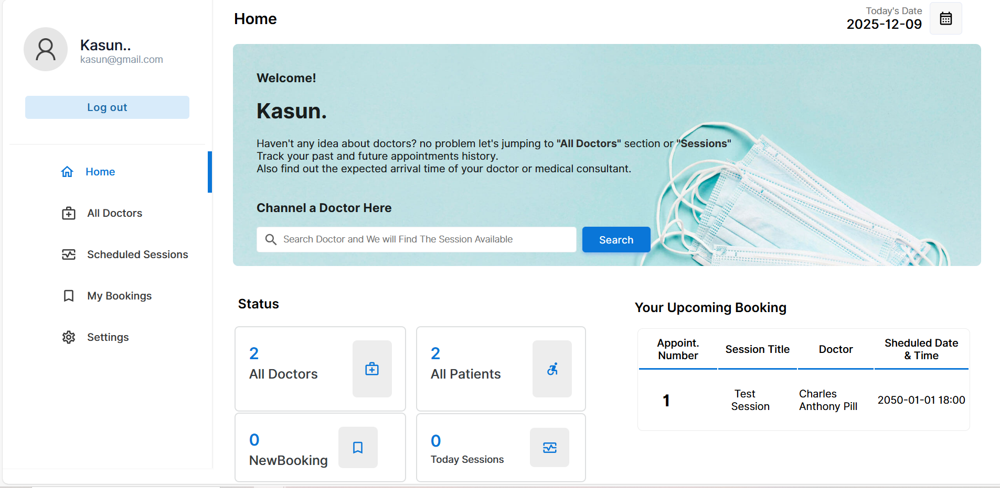 Kasun..
kasun@gmail.com
Log out
Home
All Doctors
Scheduled Sessions
My Bookings
Settings
Home
Today's Date
2025-12-09
Welcome!
Kasun.
Haven't any idea about doctors? no problem let's jumping to "All Doctors" section or "Sessions"
Track your past and future appointments history.
Also find out the expected arrival time of your doctor or medical consultant.
Channel a Doctor Here
Search Doctor and We will Find The Session Available
Search
Status
2
All Doctors
2
All Patients
0
NewBooking
0
Today Sessions
Your Upcoming Booking
Appoint.
Number
Session Title
Doctor
Sheduled Date
& Time
1
Test
Session
Charles
Anthony Pill
2050-01-01 18:00